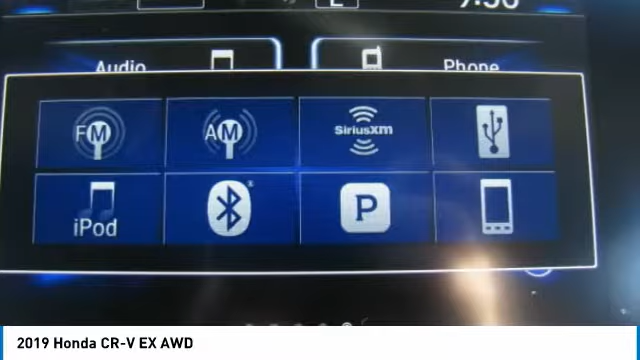 Audio
Phone
FM
AM
SiriusXM
iPod
P
2019 Honda CR-V EX AWD